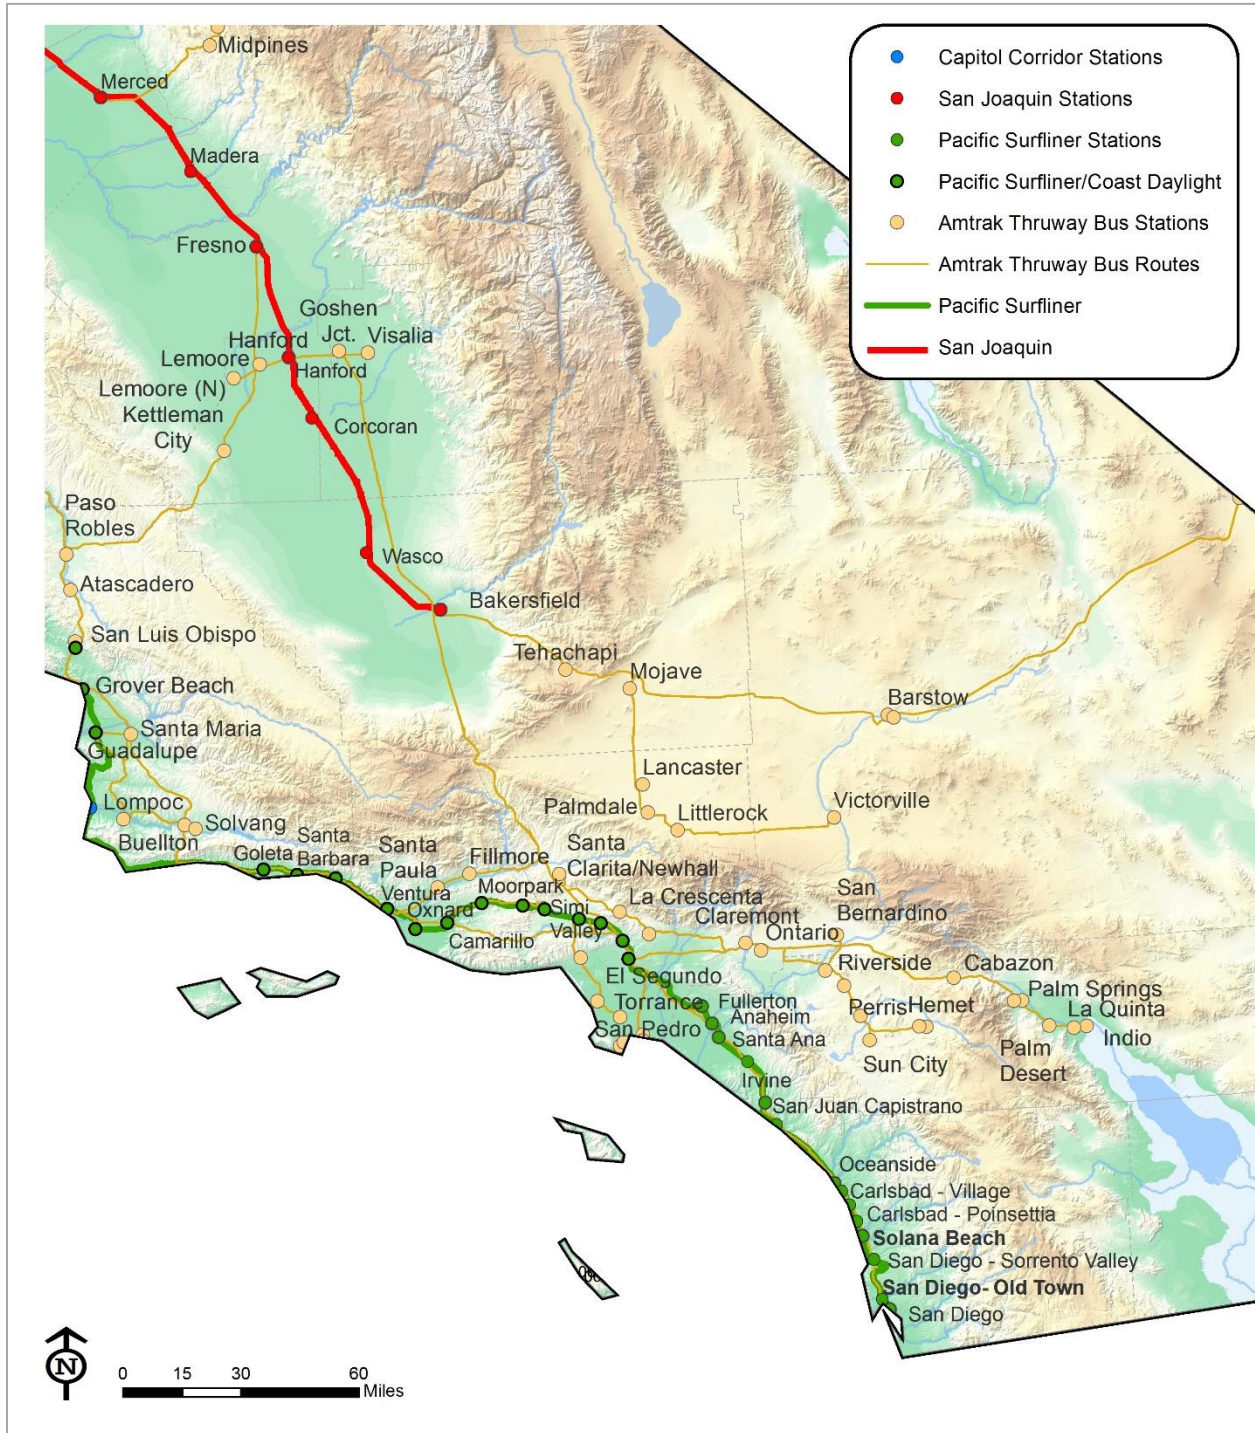 Midpines
Merced
Madera
Fresno
Goshen
Jct.
Visalia
Hanford
Hanford
Lemoore
Lemoore (N)
Kettleman
City
Corcoran
Paso
Robles
Wasco
Atascadero
Bakersfield
San Luis Obispo
Tehachapi
Mojave
Grover Beach
Barstow
Santa Maria
Guadalupe
Lancaster
Lompoc
Palmdale
Littlerock
Victorville
Buellton
Solvang
Goleta
Santa
Barbara
Santa
Paula
Fillmore
Santa
Clarita/Newhall
Ventura
Oxnard
Moorpark
Simi
Valley
Camarillo
La Crescenta
Claremont
Ontario
San
Bernardino
El Segundo
Riverside
Cabazon
Torrance
Fullerton
Anaheim
Perris
Hemet
Palm Springs
La Quinta
San Pedro
Santa Ana
Sun City
Palm
Desert
Indio
Irvine
San Juan Capistrano
Oceanside
Carlsbad - Village
Carlsbad - Poinsettia
Solana Beach
San Diego - Sorrento Valley
San Diego- Old Town
San Diego
Capitol Corridor Stations
San Joaquin Stations
Pacific Surfliner Stations
Pacific Surfliner/Coast Daylight
Amtrak Thruway Bus Stations
Amtrak Thruway Bus Routes
Pacific Surfliner
San Joaquin
N
0 15 30 60
Miles